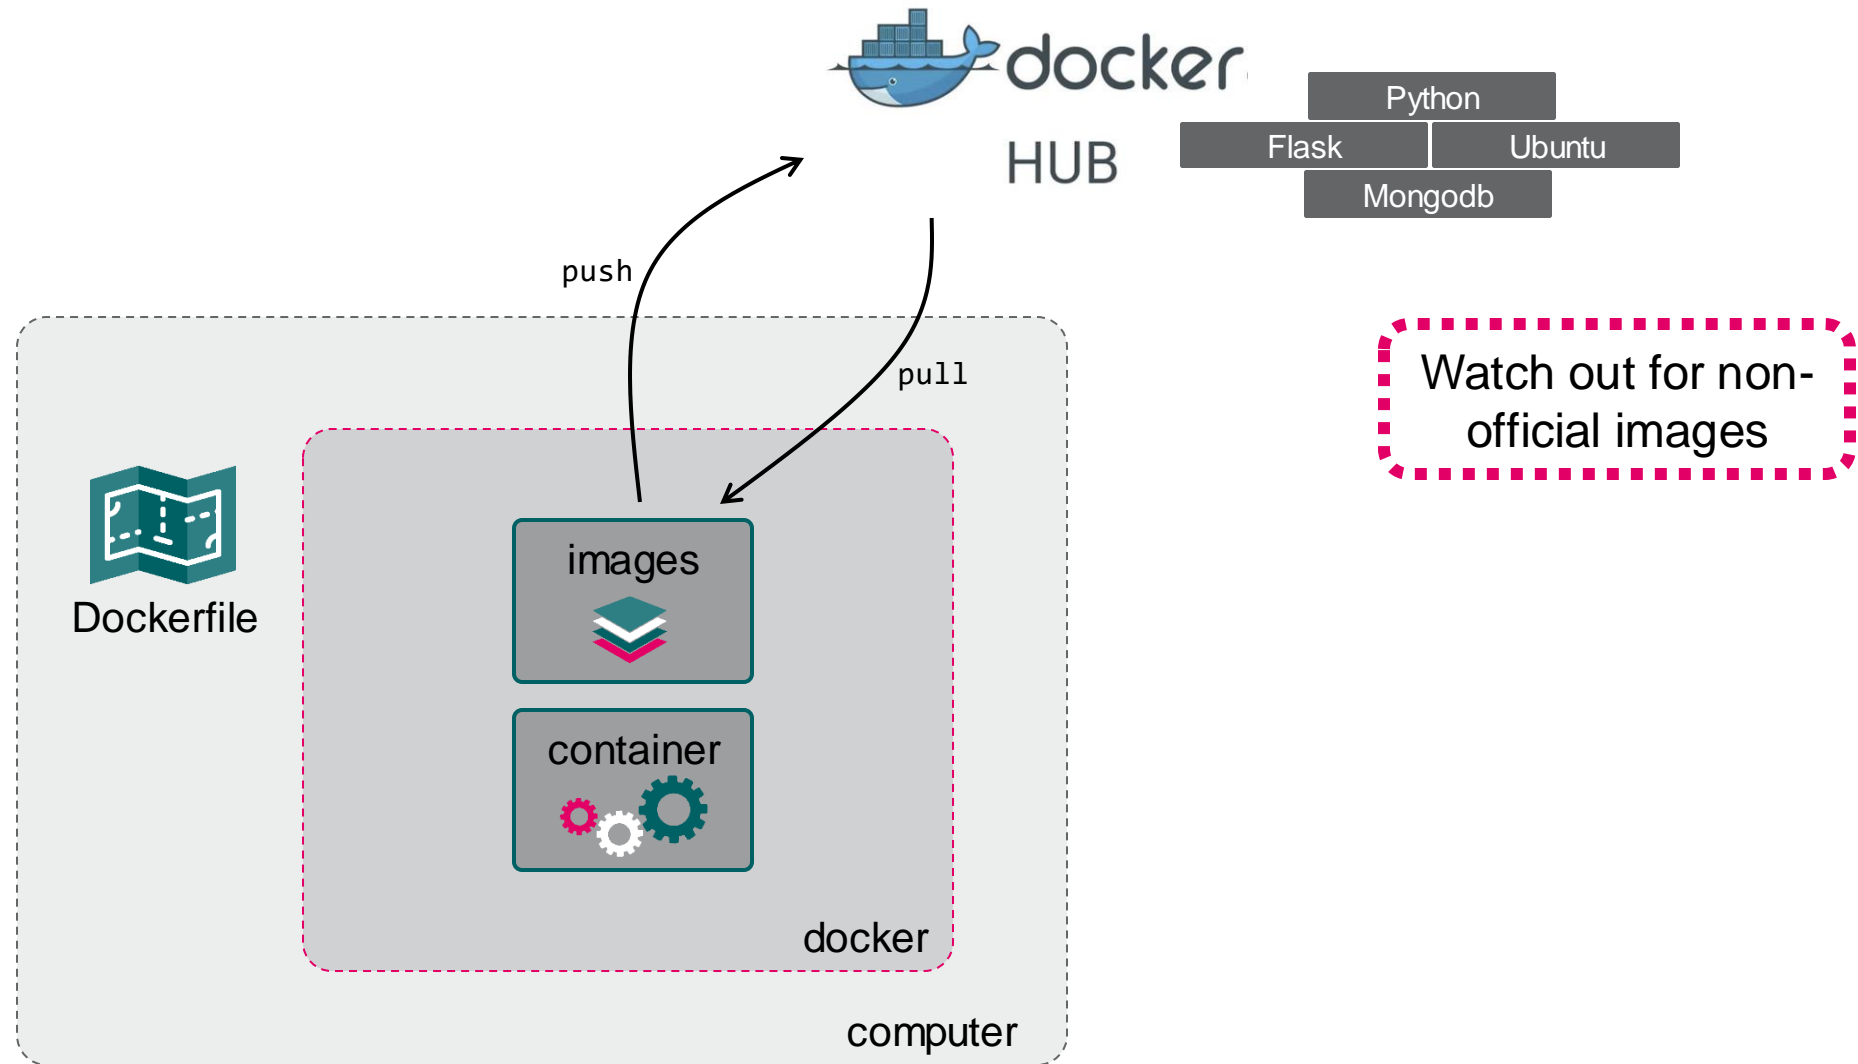 docker
HUB
Python
Flask
Ubuntu
Mongodb
push
pull
Watch out for non-
official images
Dockerfile
images
container
docker
computer